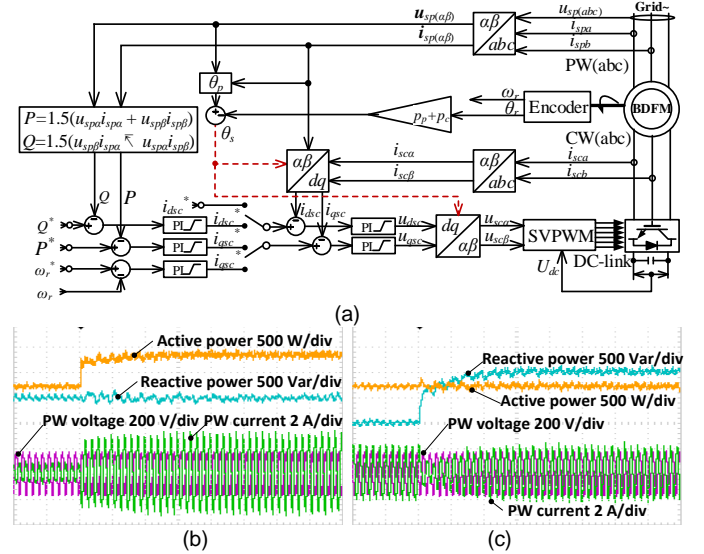 Grid~
u_sp(αβ)
i_sp(αβ)
αβ
abc
u_sp(abc)
i_spa
i_spb
PW(abc)
θ_p
ω_r
θ_r
Encoder
BDFM
p_p+p_c
θ_s
CW(abc)
P=1.5(u_spα i_spα + u_spβ i_spβ)
Q=1.5(u_spβ i_spα ↸ u_spα i_spβ)
αβ
dq
i_scα
i_scβ
αβ
abc
i_sca
i_scb
Q
P
i_dsc*
i_dsc
i_qsc
Q*
PI
i_dsc*
PI
u_dsc
dq
αβ
u_scα
u_scβ
SVPWM
P*
PI
i_qsc*
PI
u_qsc
ω_r*
PI
i_qsc*
U_dc
DC-link
ω_r
(a)
Active power 500 W/div
Reactive power 500 Var/div
PW voltage 200 V/div
PW current 2 A/div
(b)
Reactive power 500 Var/div
Active power 500 W/div
PW voltage 200 V/div
PW current 2 A/div
(c)